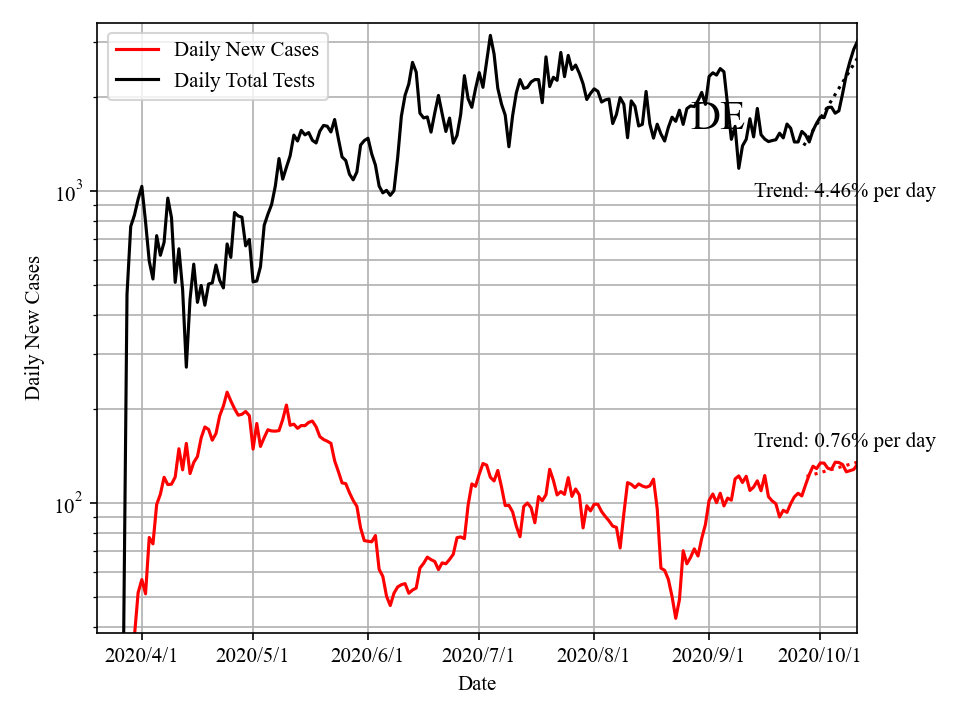 Daily New Cases
Daily Total Tests
DE
10^3
Trend: 4.46% per day
Daily New Cases
Trend: 0.76% per day
10^2
2020/4/1 2020/5/1 2020/6/1 2020/7/1 2020/8/1 2020/9/1 2020/10/1
Date